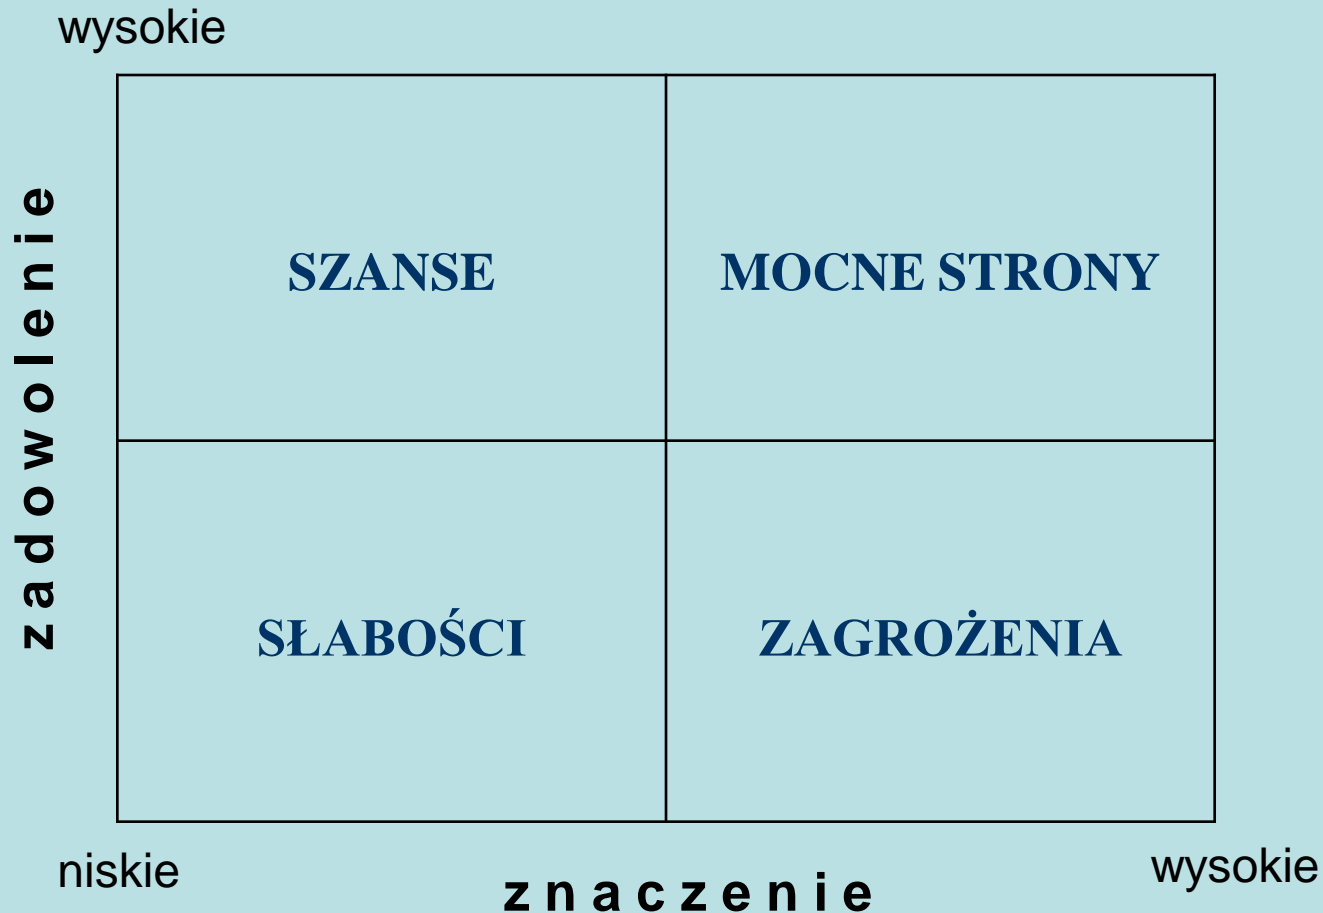 wysokie
zadowolenie
SZANSE
MOCNE STRONY
SŁABOŚCI
ZAGROŻENIA
niskie
znaczenie
wysokie